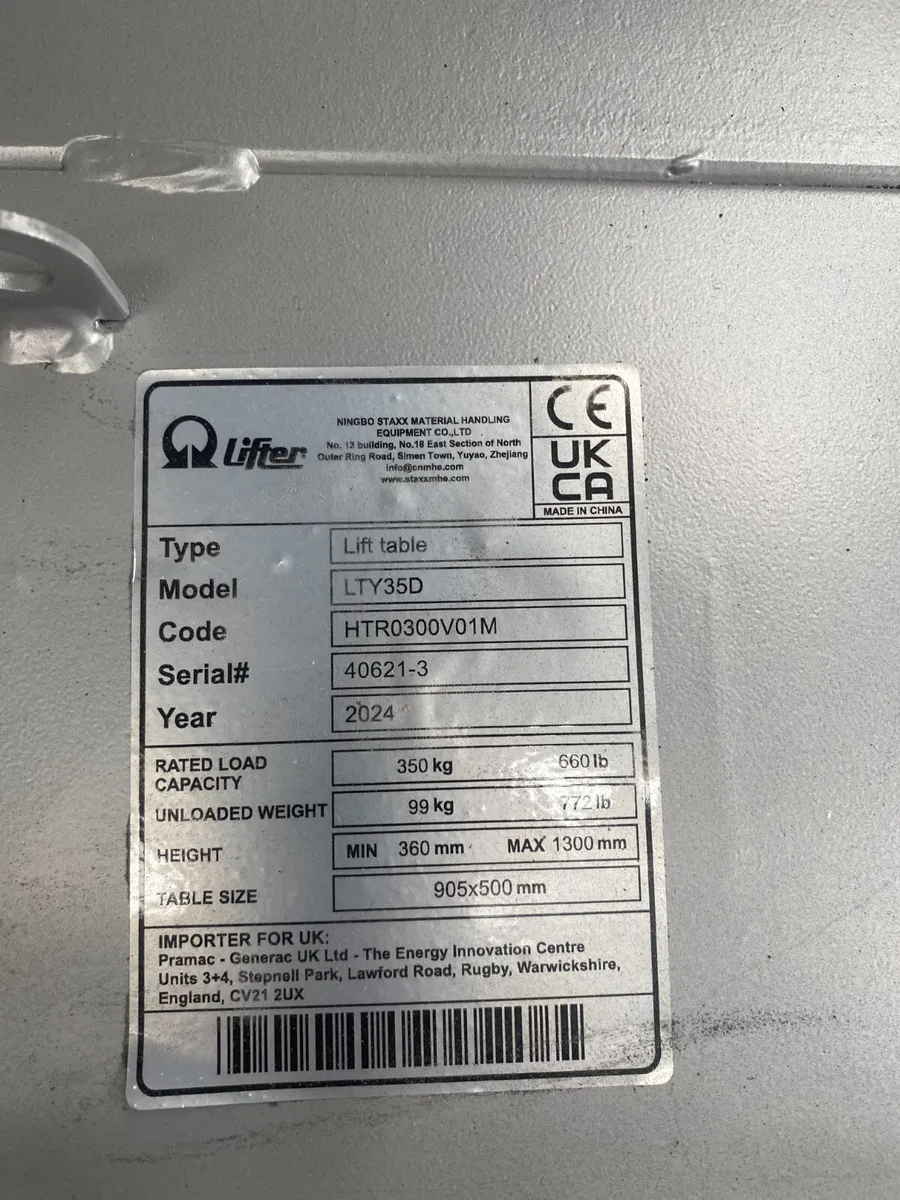 Lifter
NINGBO STAXX MATERIAL HANDLING
EQUIPMENT CO.,LTD
No. 13 building, No.18 East Section of North
Outer Ring Road, Simen Town, Yuyao, Zhejiang
info@cnmhe.com
www.staxxmhe.com
CE
UK
CA
MADE IN CHINA
Type Lift table
Model LTY35D
Code HTR0300V01M
Serial# 40621-3
Year 2024
RATED LOAD
CAPACITY 350 kg 660 lb
UNLOADED WEIGHT 99 kg 772 lb
HEIGHT MIN 360 mm MAX 1300 mm
TABLE SIZE 905x500 mm
IMPORTER FOR UK:
Pramac - Generac UK Ltd - The Energy Innovation Centre
Units 3+4, Stepnell Park, Lawford Road, Rugby, Warwickshire,
England, CV21 2UX